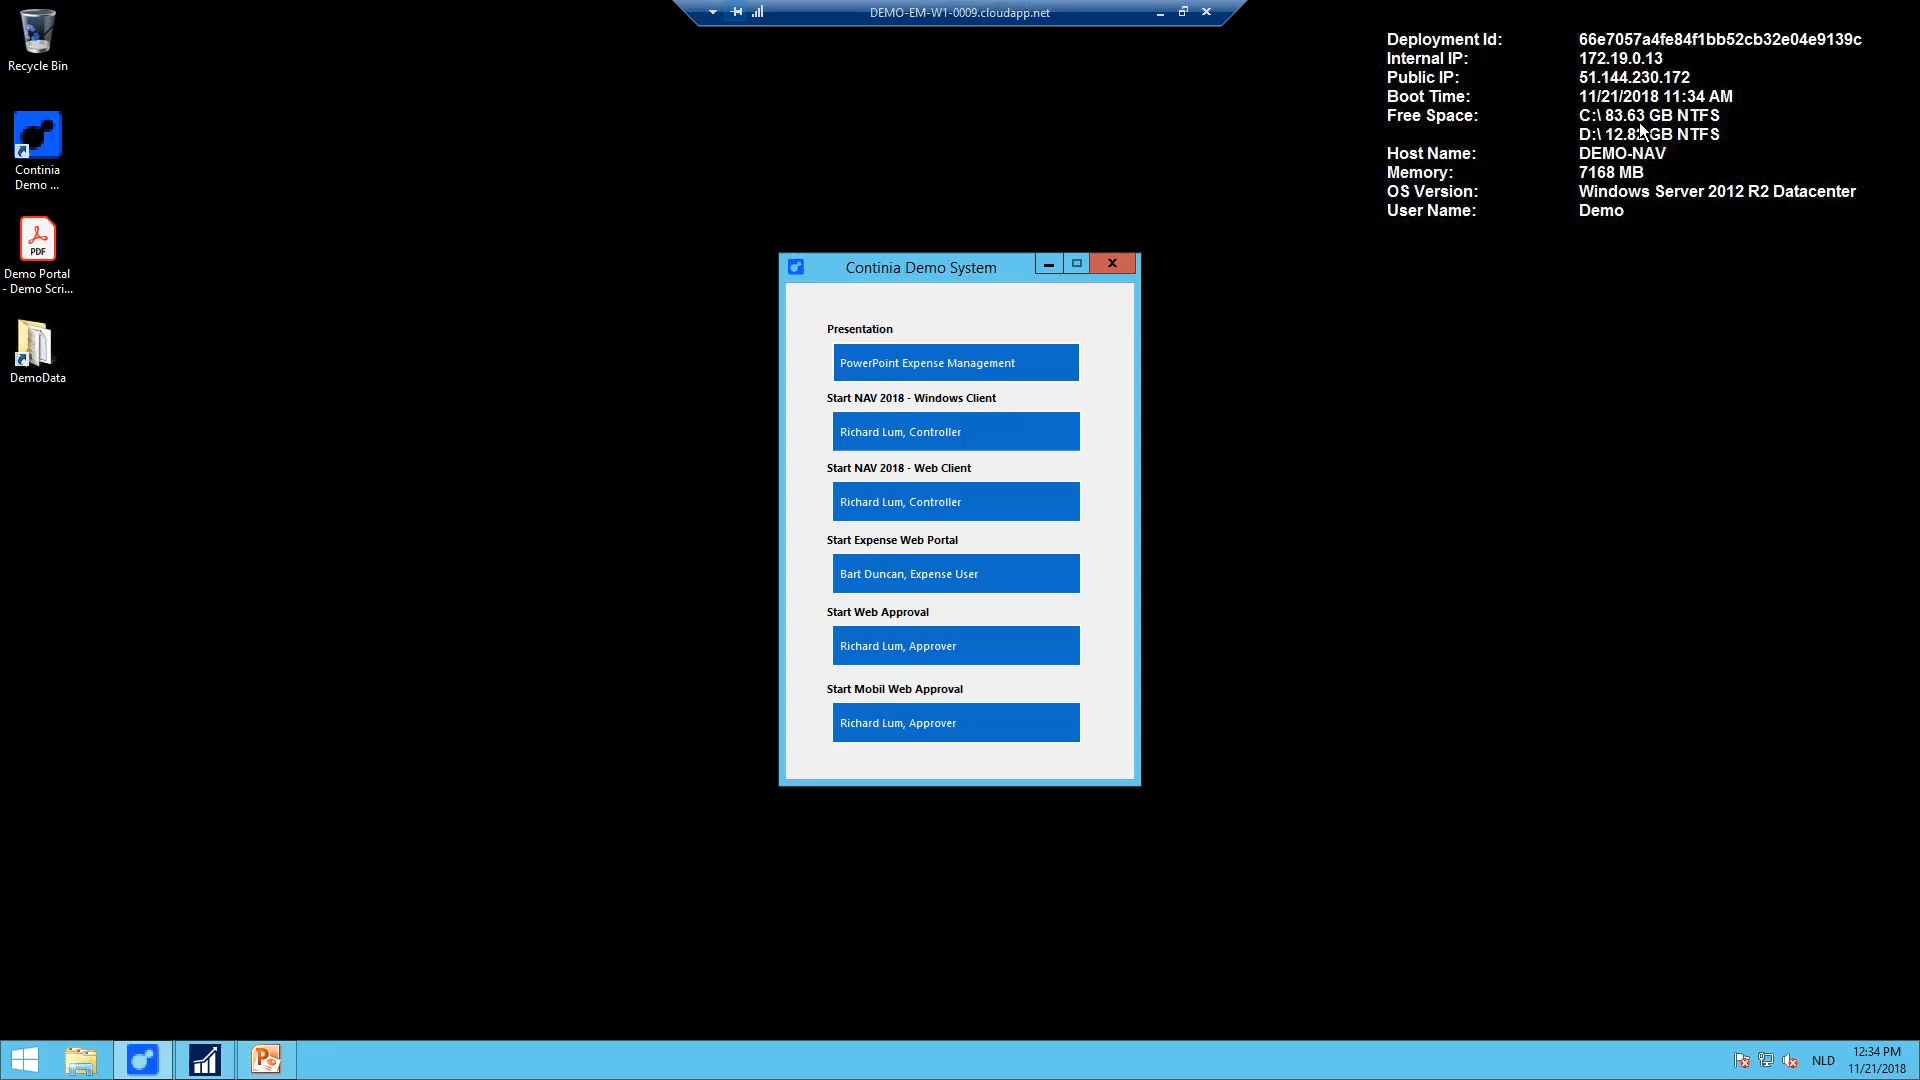 DEMO-EM-W1-0009.cloudapp.net
Recycle Bin
Continia
Demo ...
PDF
Demo Portal
- Demo Scri...
DemoData
Deployment Id: 66e7057a4fe84f1bb52cb32e04e9139c
Internal IP: 172.19.0.13
Public IP: 51.144.230.172
Boot Time: 11/21/2018 11:34 AM
Free Space: C:\ 83.63 GB NTFS
D:\ 12.82 GB NTFS
Host Name: DEMO-NAV
Memory: 7168 MB
OS Version: Windows Server 2012 R2 Datacenter
User Name: Demo
Continia Demo System
Presentation
PowerPoint Expense Management
Start NAV 2018 - Windows Client
Richard Lum, Controller
Start NAV 2018 - Web Client
Richard Lum, Controller
Start Expense Web Portal
Bart Duncan, Expense User
Start Web Approval
Richard Lum, Approver
Start Mobil Web Approval
Richard Lum, Approver
NLD
12:34 PM
11/21/2018